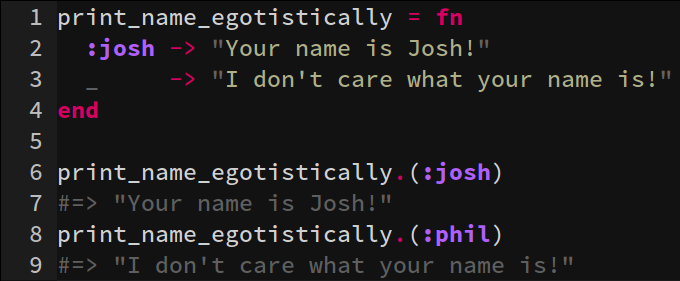 1 print_name_egotistically = fn
2   :josh -> "Your name is Josh!"
3   _     -> "I don't care what your name is!"
4 end
5
6 print_name_egotistically.(:josh)
7 #=> "Your name is Josh!"
8 print_name_egotistically.(:phil)
9 #=> "I don't care what your name is!"